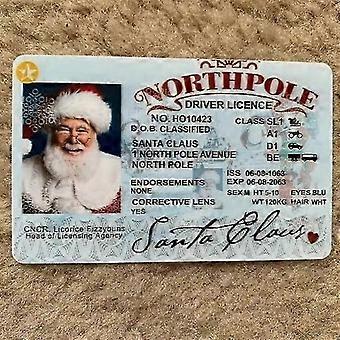 NORTHPOLE
DRIVER LICENCE
NO. HO10423
CLASS SL1
D.O.B. CLASSIFIED
A1
SANTA CLAUS
D1
1 NORTH POLE AVENUE
BE
NORTH POLE
ISS 06-08-1063
EXP 06-08-2063
ENDORSEMENTS
NONE
SEX M HT 5-10 EYES BLU
CORRECTIVE LENS
WT 120KG HAIR WHT
YES
CNCR. Licorice Fizzybuns
Head of Licensing Agency
Santa Claus